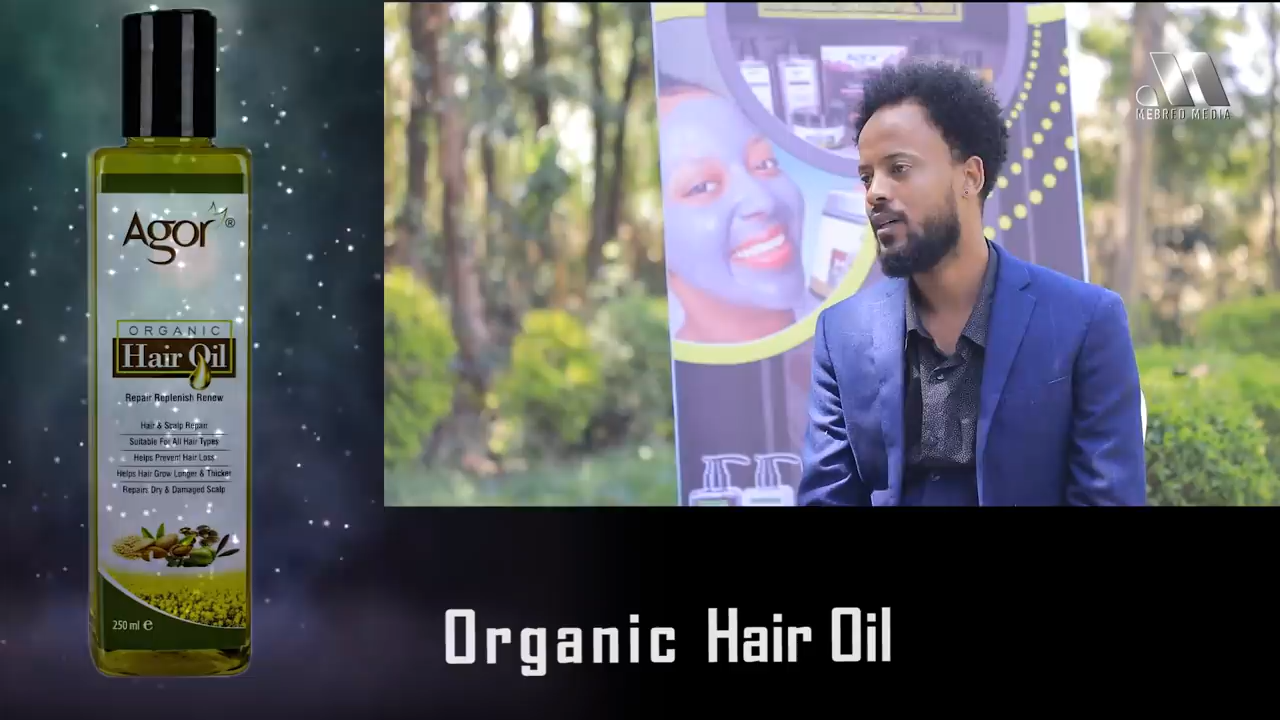 Agor®
ORGANIC
Hair Oil
Repair Replenish Renew
Hair & Scalp Repair
Suitable For All Hair Types
Helps Prevent Hair Loss
Helps Hair Grow Longer & Thicker
Repairs Dry & Damaged Scalp
250 ml e
MEBRED MEDIA
Organic Hair Oil